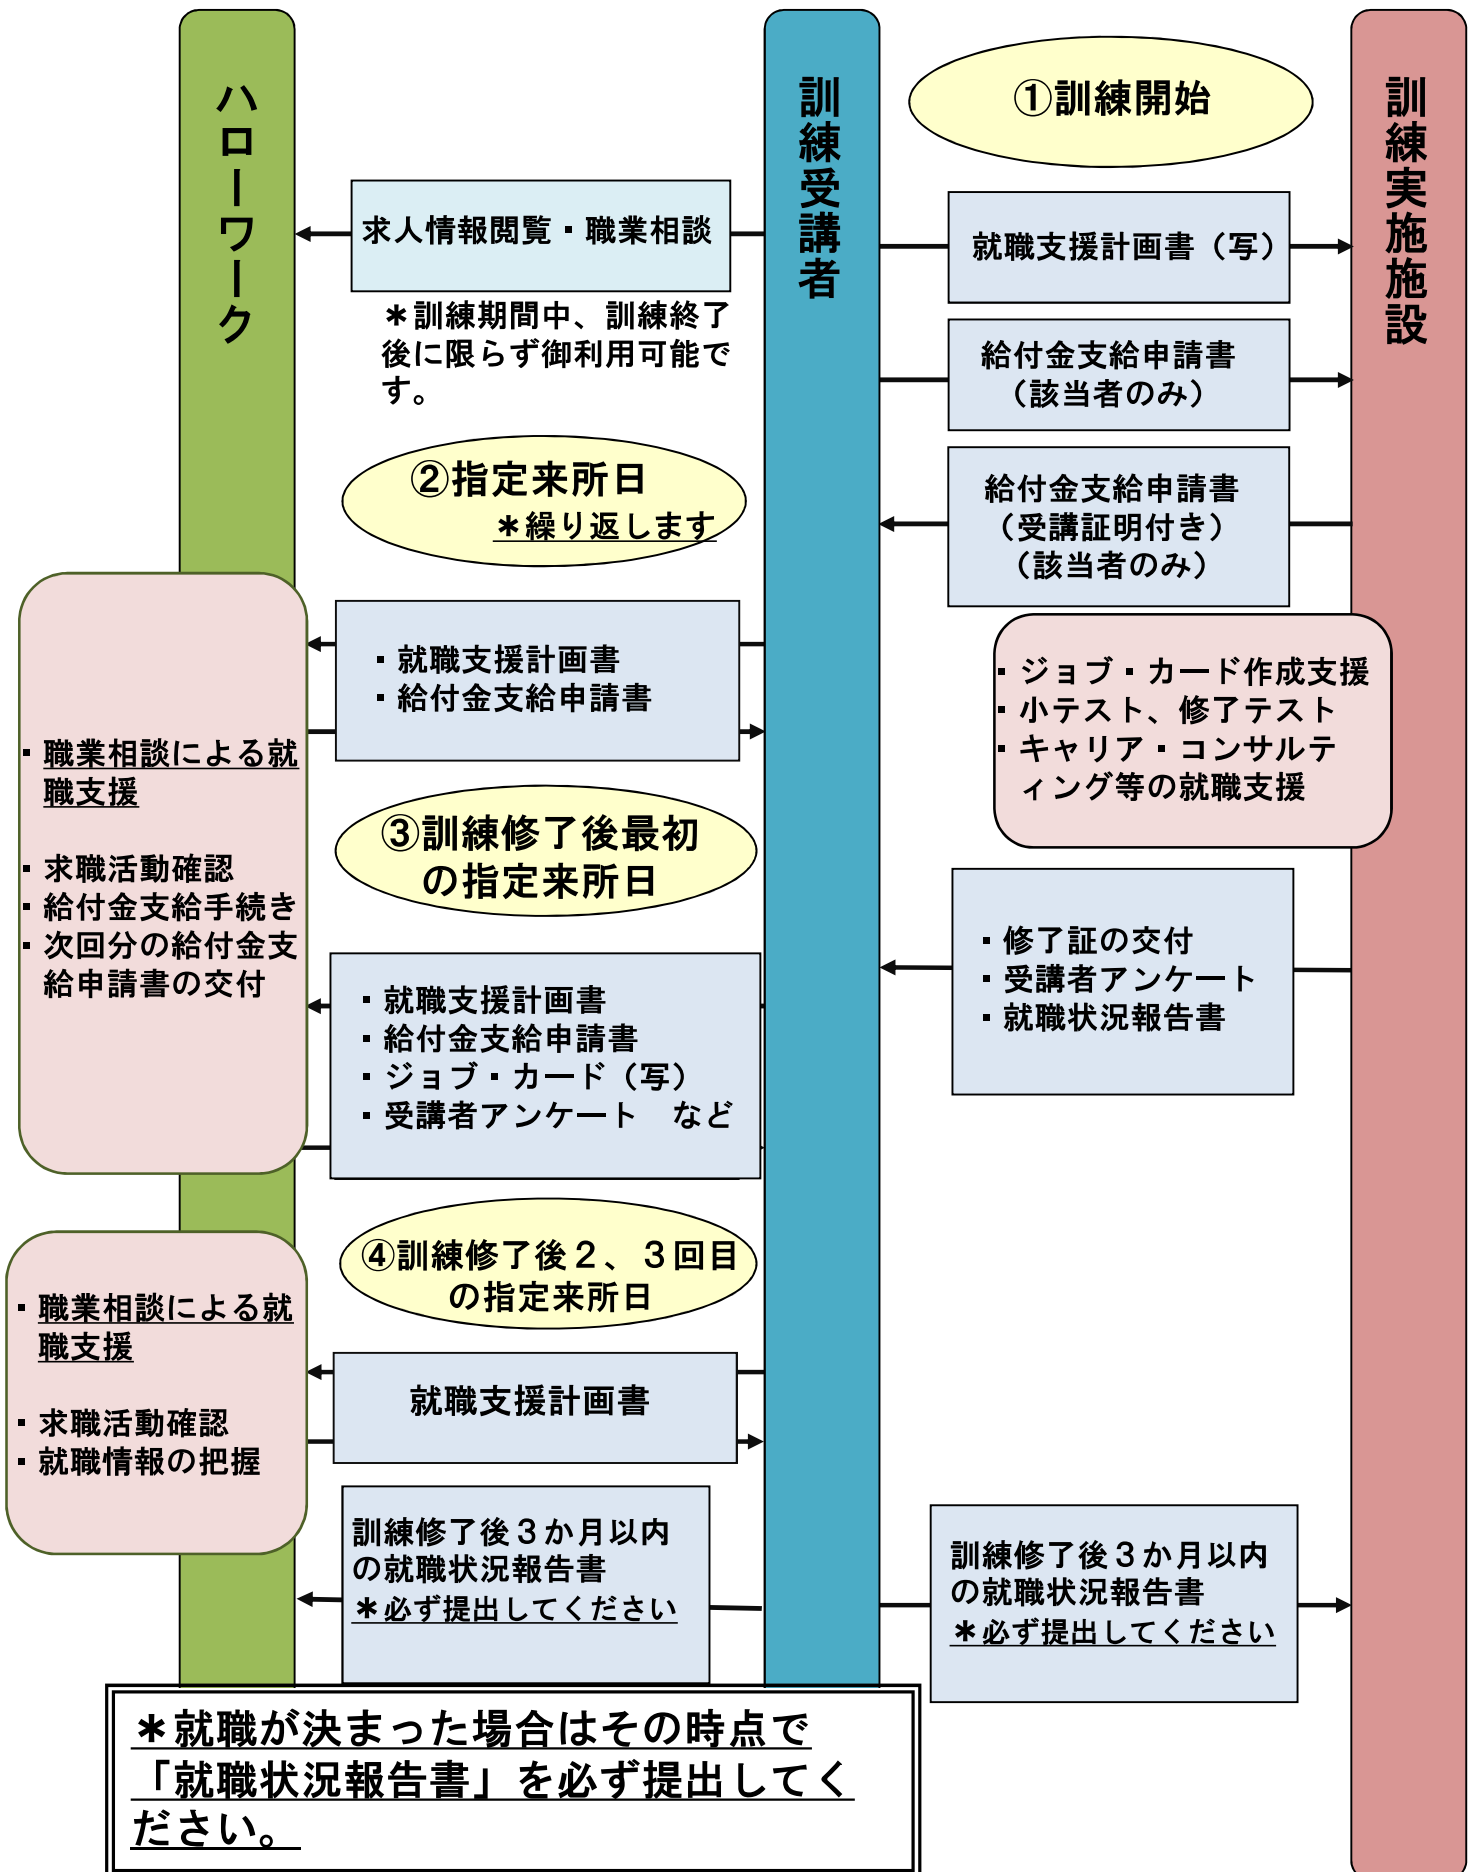 ハローワーク
訓練受講者
訓練実施施設
①訓練開始
求人情報閲覧・職業相談
＊訓練期間中、訓練終了
後に限らず御利用可能で
す。
就職支援計画書（写）
給付金支給申請書
（該当者のみ）
給付金支給申請書
（受講証明付き）
（該当者のみ）
②指定来所日
＊繰り返します
・就職支援計画書
・給付金支給申請書
・ジョブ・カード作成支援
・小テスト、修了テスト
・キャリア・コンサルテ
ィング等の就職支援
・職業相談による就
職支援
・求職活動確認
・給付金支給手続き
・次回分の給付金支
給申請書の交付
③訓練修了後最初
の指定来所日
・修了証の交付
・受講者アンケート
・就職状況報告書
・就職支援計画書
・給付金支給申請書
・ジョブ・カード（写）
・受講者アンケート　など
④訓練修了後２、３回目
の指定来所日
・職業相談による就
職支援
・求職活動確認
・就職情報の把握
就職支援計画書
訓練修了後３か月以内
の就職状況報告書
＊必ず提出してください
訓練修了後３か月以内
の就職状況報告書
＊必ず提出してください
＊就職が決まった場合はその時点で
「就職状況報告書」を必ず提出してく
ださい。